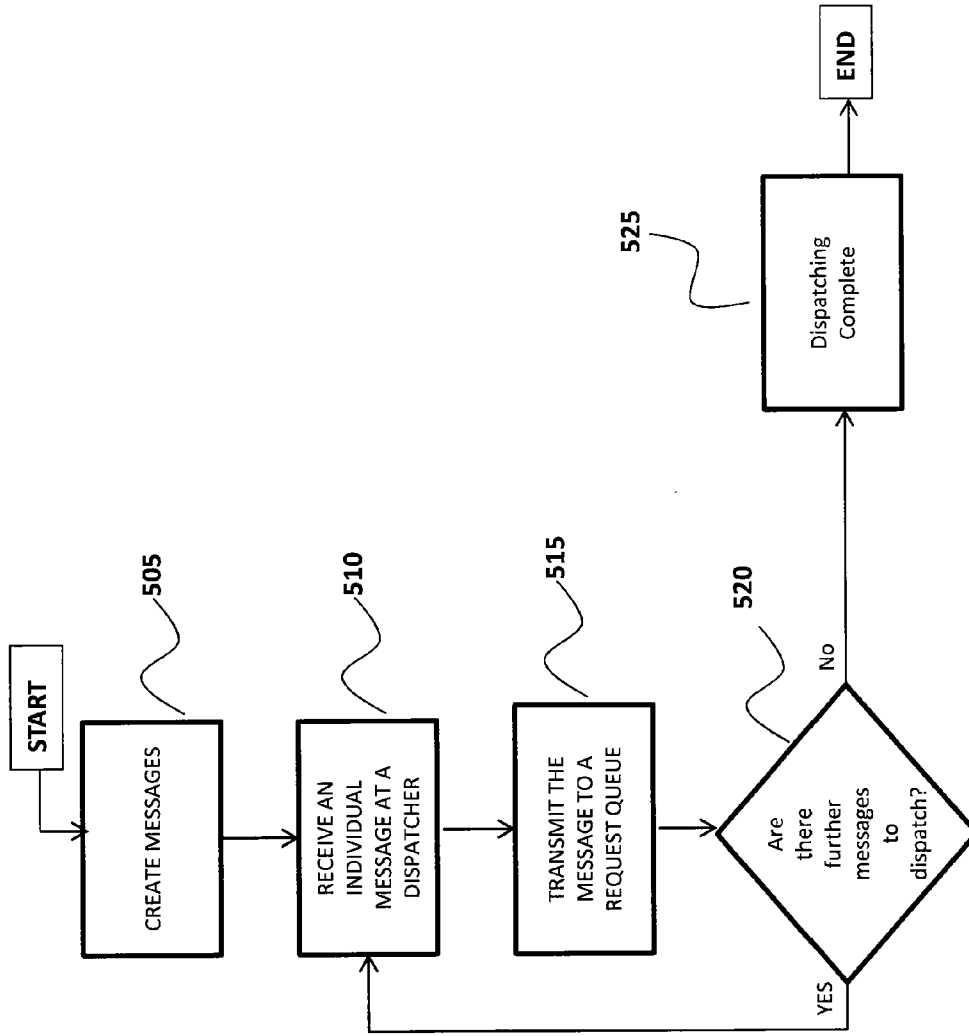 START
CREATE MESSAGES
505
RECEIVE AN
INDIVIDUAL
MESSAGE AT A
DISPATCHER
510
TRANSMIT THE
MESSAGE TO A
REQUEST QUEUE
515
Are
there
further
messages
to
dispatch?
520
YES
No
Dispatching
Complete
525
END